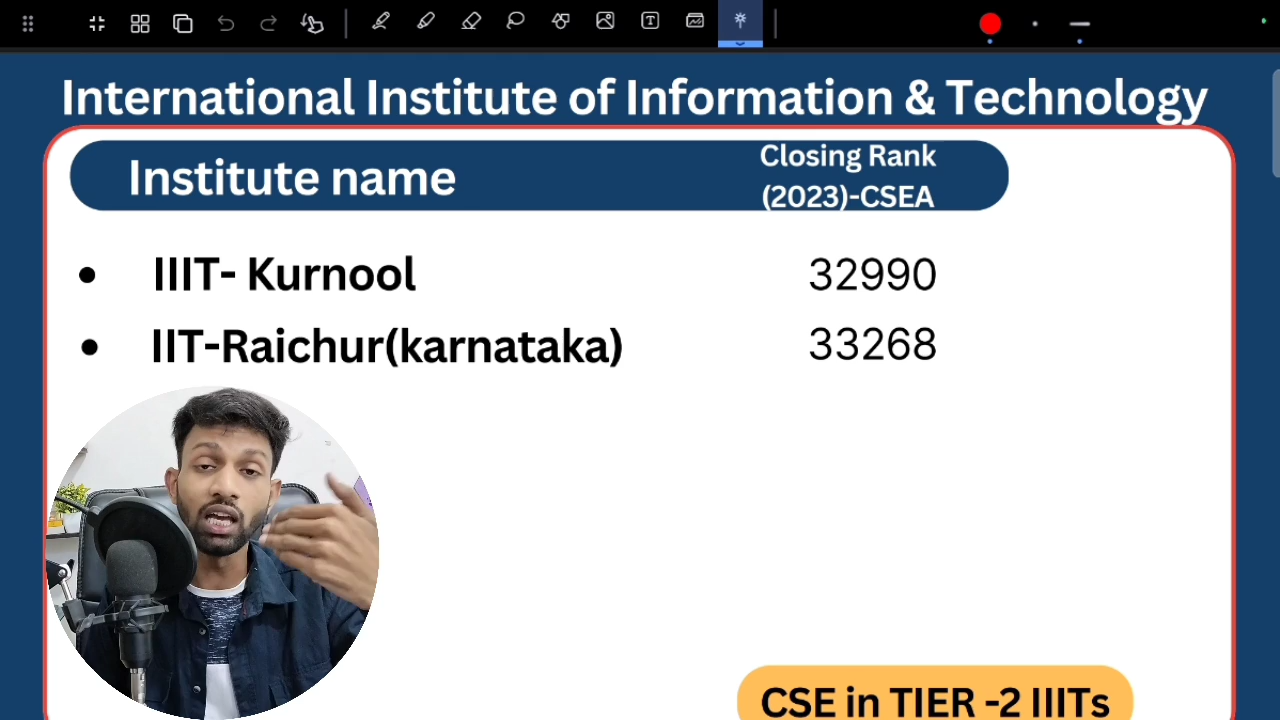 International Institute of Information & Technology
Institute name
Closing Rank
(2023)-CSEA
IIIT- Kurnool
32990
IIT-Raichur(karnataka)
33268
CSE in TIER -2 IIITs